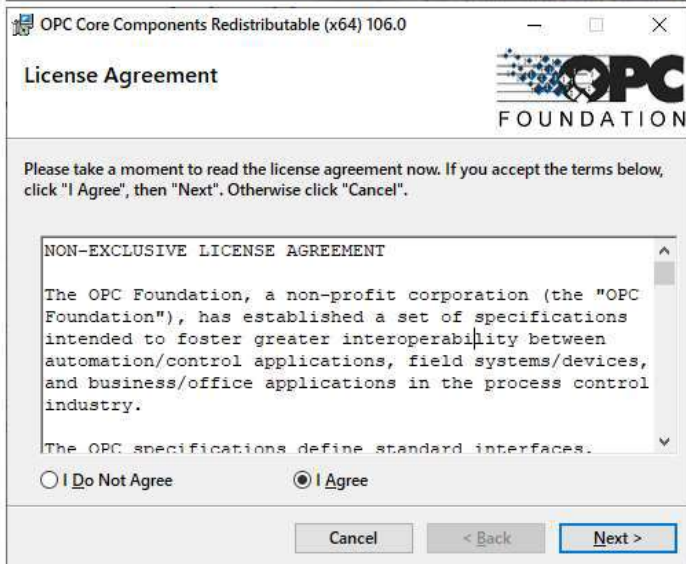 OPC Core Components Redistributable (x64) 106.0
License Agreement
OPC
FOUNDATION
Please take a moment to read the license agreement now. If you accept the terms below,
click "I Agree", then "Next". Otherwise click "Cancel".
NON-EXCLUSIVE LICENSE AGREEMENT
The OPC Foundation, a non-profit corporation (the "OPC
Foundation"), has established a set of specifications
intended to foster greater interoperability between
automation/control applications, field systems/devices,
and business/office applications in the process control
industry.
The OPC specifications define standard interfaces,
I Do Not Agree
I Agree
Cancel
< Back
Next >